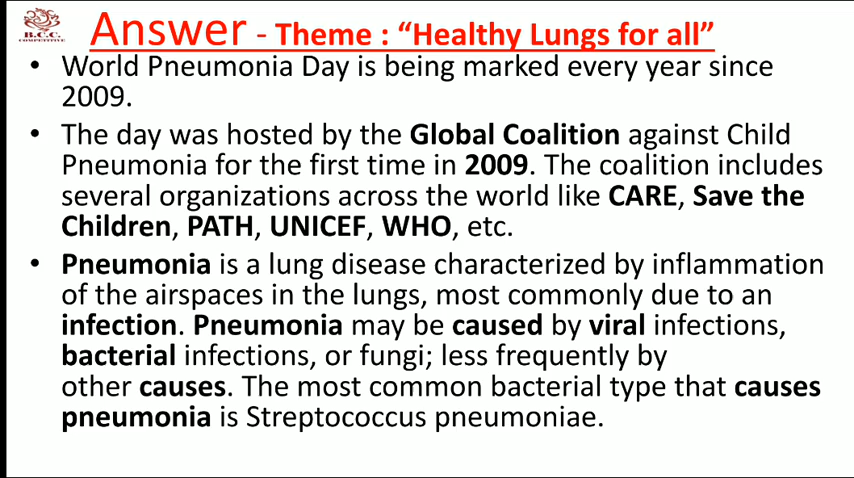 B.C.C.
COMPETITIVE
Answer - Theme : “Healthy Lungs for all”
• World Pneumonia Day is being marked every year since
2009.
• The day was hosted by the Global Coalition against Child
Pneumonia for the first time in 2009. The coalition includes
several organizations across the world like CARE, Save the
Children, PATH, UNICEF, WHO, etc.
• Pneumonia is a lung disease characterized by inflammation
of the airspaces in the lungs, most commonly due to an
infection. Pneumonia may be caused by viral infections,
bacterial infections, or fungi; less frequently by
other causes. The most common bacterial type that causes
pneumonia is Streptococcus pneumoniae.